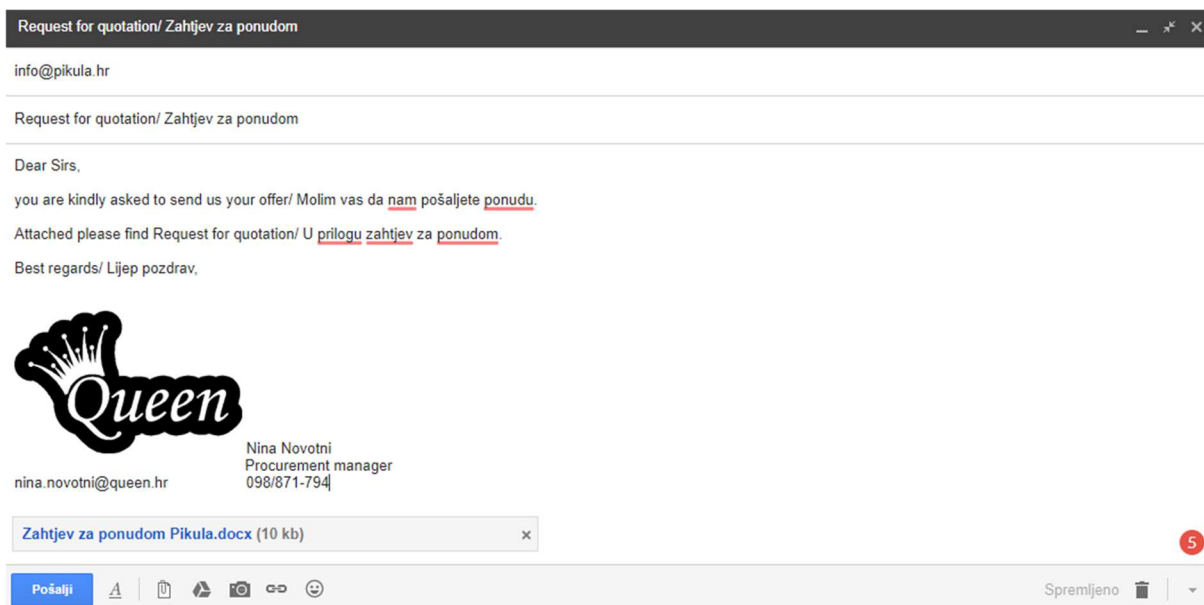 Request for quotation/ Zahtjev za ponudom
info@pikula.hr
Request for quotation/ Zahtjev za ponudom
Dear Sirs,
you are kindly asked to send us your offer/ Molim vas da nam pošaljete ponudu.
Attached please find Request for quotation/ U prilogu zahtjev za ponudom.
Best regards/ Lijep pozdrav,
Queen
Nina Novotni
Procurement manager
nina.novotni@queen.hr 098/871-794
Zahtjev za ponudom Pikula.docx (10 kb)
5
Pošalji A Spremljeno